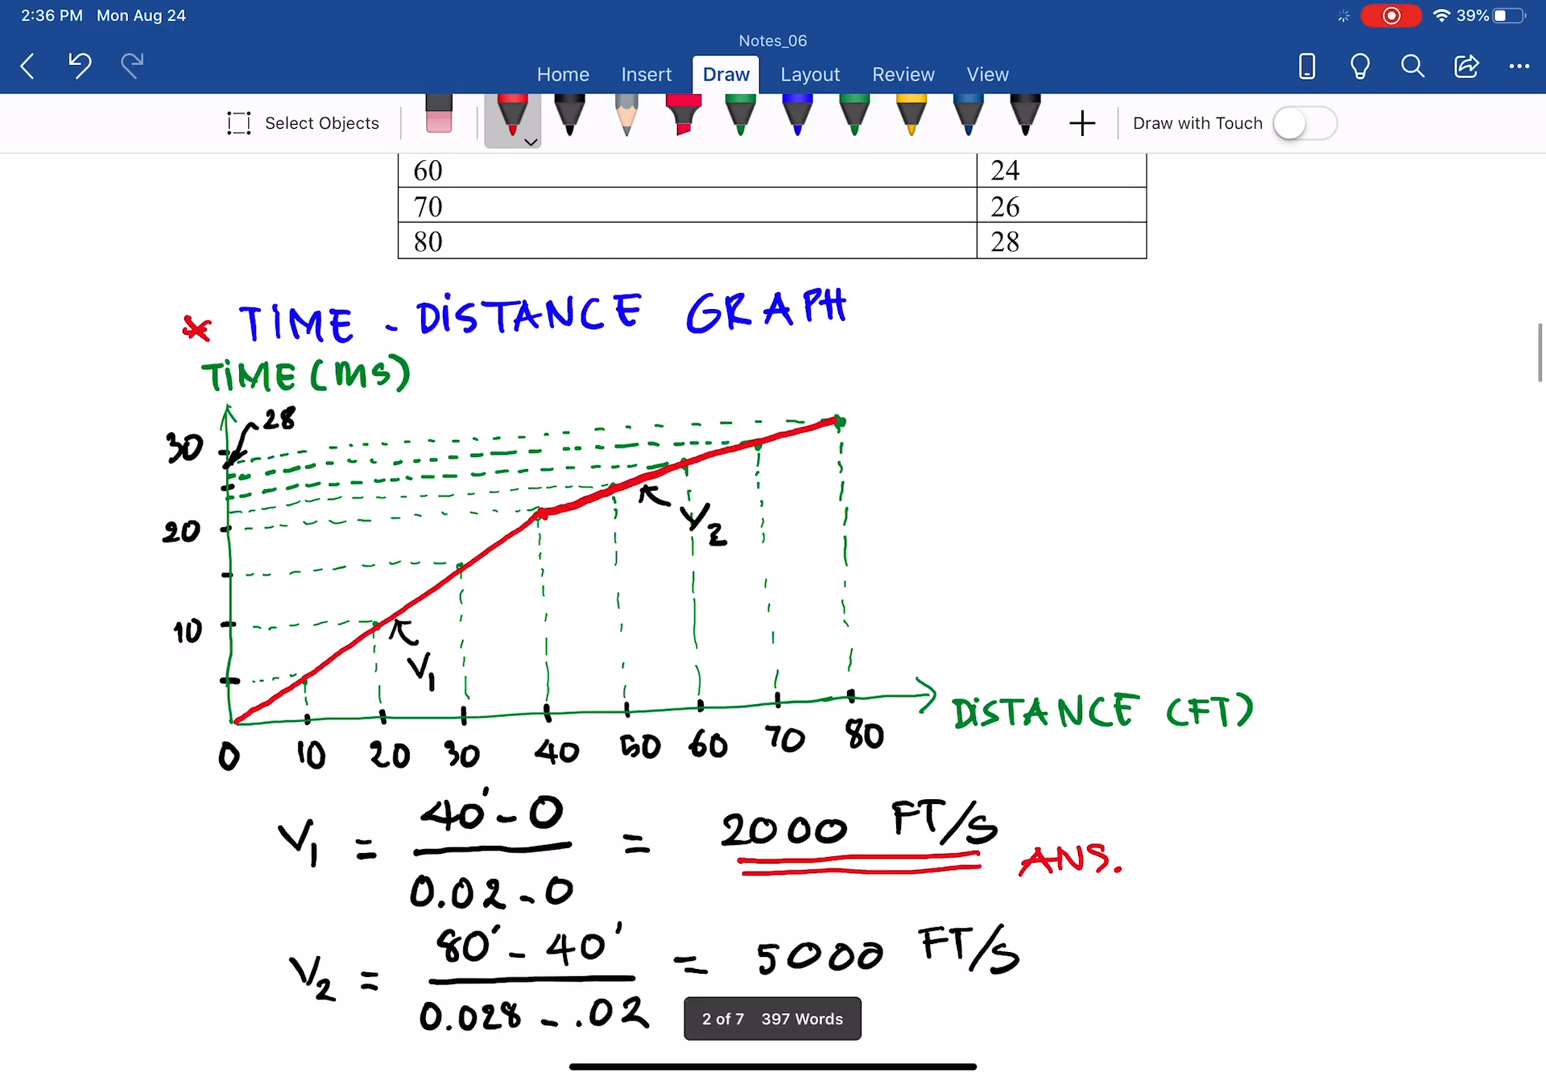 2:36 PM Mon Aug 24
39%
Notes_06
Home Insert Draw Layout Review View
Select Objects
Draw with Touch
60 24
70 26
80 28
* TIME - DISTANCE GRAPH
TIME (MS)
28
30
20
10
V2
V1
DISTANCE (FT)
0 10 20 30 40 50 60 70 80
V1 = 40' - 0 / 0.02 - 0 = 2000 FT/S ANS.
V2 = 80' - 40' / 0.028 - .02 = 5000 FT/S
2 of 7 397 Words